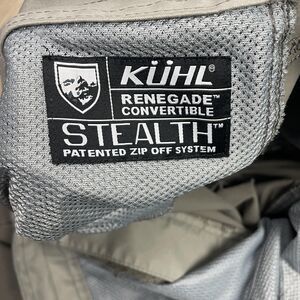 KÜHL®
RENEGADE™
CONVERTIBLE
STEALTH™
PATENTED ZIP OFF SYSTEM